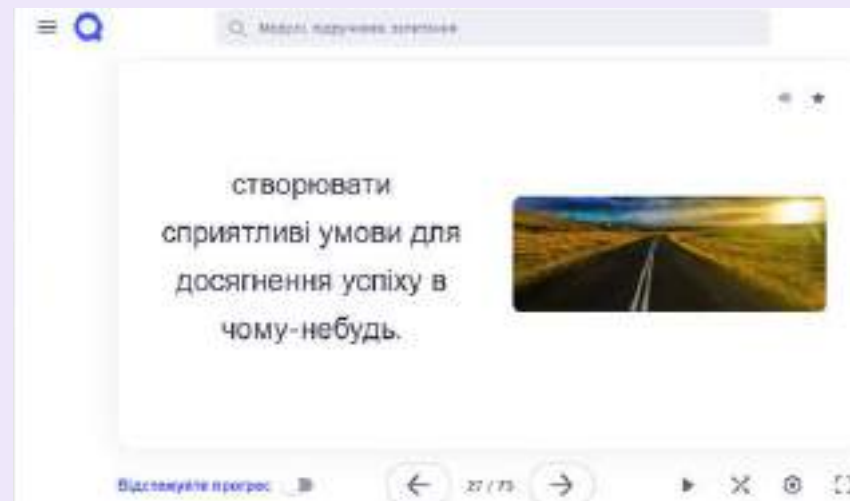 створювати
сприятливі умови для
досягнення успіху в
чому-небудь.
Відстежуйте прогрес 27 / 73